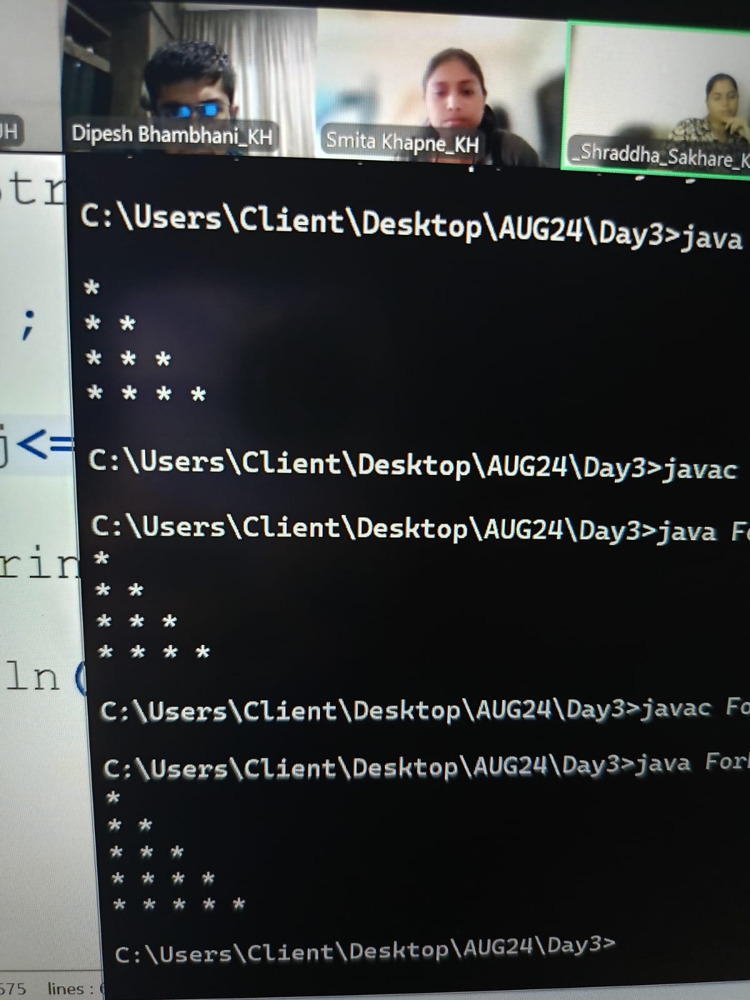 Dipesh Bhambhani_KH
Smita Khapne_KH
_Shraddha_Sakhare_K
C:\Users\Client\Desktop\AUG24\Day3>java
*
* *
* * *
* * * *
;
j<=
C:\Users\Client\Desktop\AUG24\Day3>javac
C:\Users\Client\Desktop\AUG24\Day3>java Fo
rin
*
* *
* * *
* * * *
ln(
C:\Users\Client\Desktop\AUG24\Day3>javac Fo
C:\Users\Client\Desktop\AUG24\Day3>java For
*
* *
* * *
* * * *
* * * * *
C:\Users\Client\Desktop\AUG24\Day3>
575 lines :